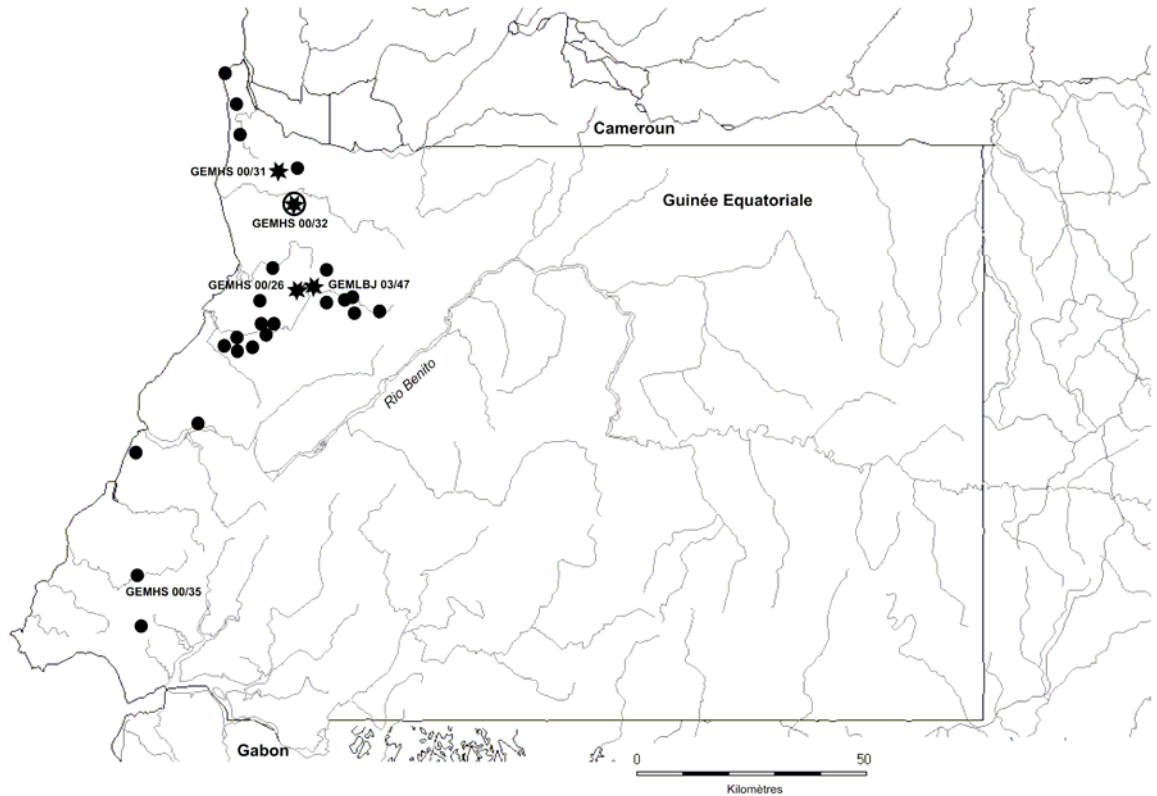 Cameroun
GEMHS 00/31
Guinée Equatoriale
GEMHS 00/32
GEMHS 00/26
GEMLBJ 03/47
Rio Benito
GEMHS 00/35
Gabon
0 50
Kilomètres